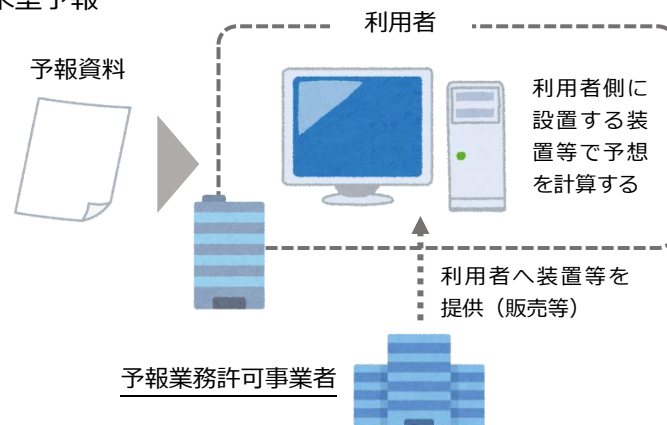 利用者
予報資料
利用者側に
設置する装
置等で予想
を計算する
利用者へ装置等を
提供（販売等）
予報業務許可事業者